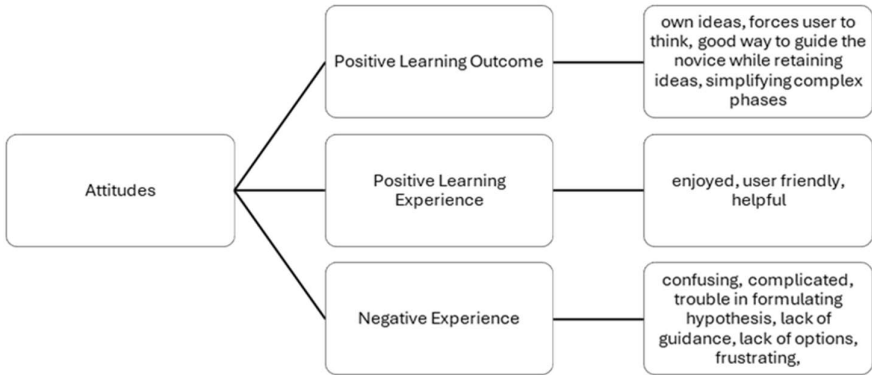 Attitudes
Positive Learning Outcome
own ideas, forces user to
think, good way to guide the
novice while retaining
ideas, simplifying complex
phases
Positive Learning
Experience
enjoyed, user friendly,
helpful
Negative Experience
confusing, complicated,
trouble in formulating
hypothesis, lack of
guidance, lack of options,
frustrating,